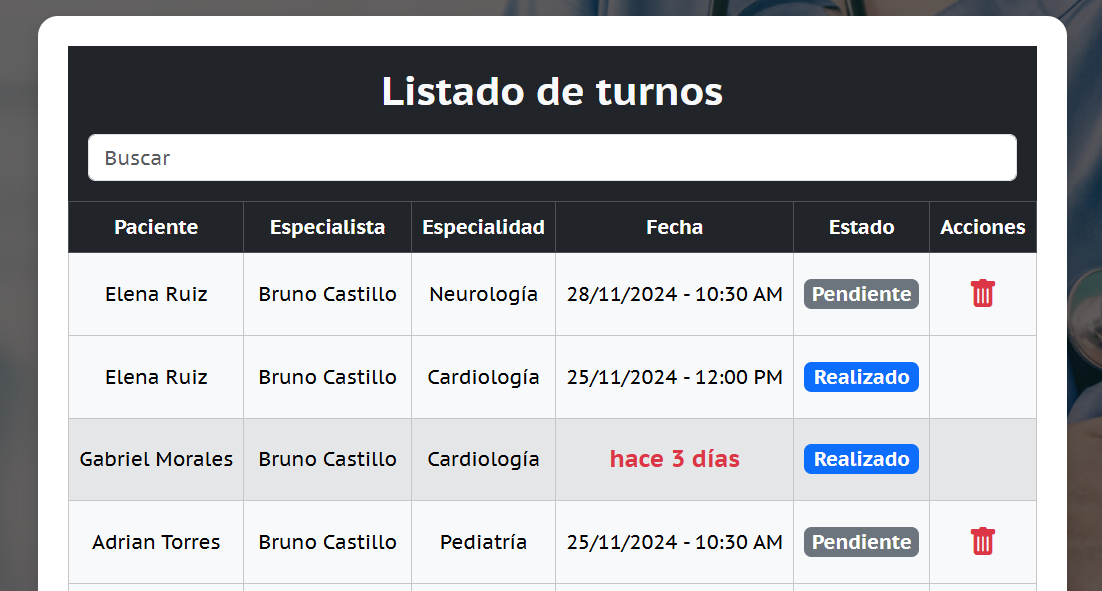 Listado de turnos
Buscar
Paciente Especialista Especialidad Fecha Estado Acciones
Elena Ruiz Bruno Castillo Neurología 28/11/2024 - 10:30 AM Pendiente
Elena Ruiz Bruno Castillo Cardiología 25/11/2024 - 12:00 PM Realizado
Gabriel Morales Bruno Castillo Cardiología hace 3 días Realizado
Adrian Torres Bruno Castillo Pediatría 25/11/2024 - 10:30 AM Pendiente